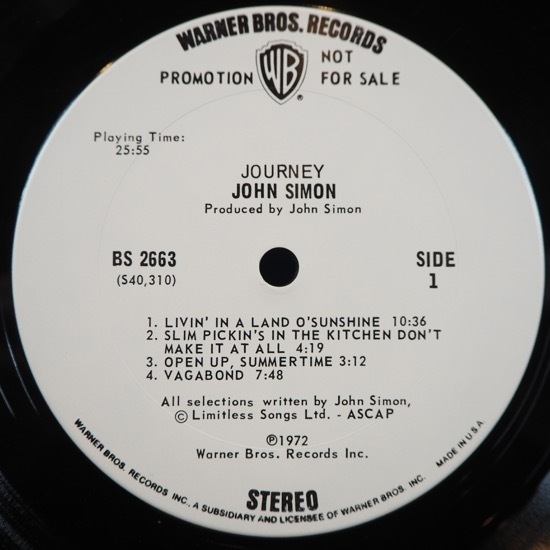 WARNER BROS. RECORDS
PROMOTION WB NOT
FOR SALE
®
Playing Time:
25:55
JOURNEY
JOHN SIMON
Produced by John Simon
BS 2663
(S40,310)
SIDE
1
1. LIVIN' IN A LAND O'SUNSHINE 10:36
2. SLIM PICKIN'S IN THE KITCHEN DON'T
MAKE IT AT ALL 4:19
3. OPEN UP, SUMMERTIME 3:12
4. VAGABOND 7:48
All selections written by John Simon,
© Limitless Songs Ltd. - ASCAP
℗1972
Warner Bros. Records Inc.
STEREO
WARNER BROS. RECORDS INC. A SUBSIDIARY AND LICENSEE OF WARNER BROS. INC. MADE IN U.S.A